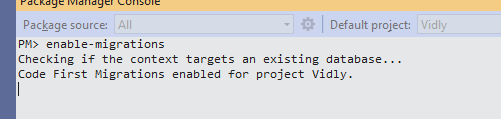 Package Manager Console
Package source: All
Default project: Vidly
PM> enable-migrations
Checking if the context targets an existing database...
Code First Migrations enabled for project Vidly.